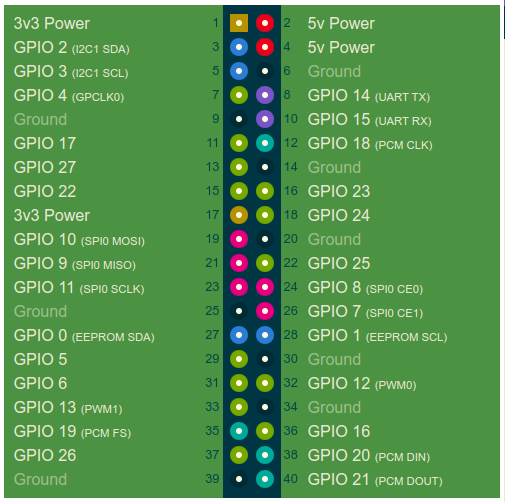 3v3 Power 1 2 5v Power
GPIO 2 (I2C1 SDA) 3 4 5v Power
GPIO 3 (I2C1 SCL) 5 6 Ground
GPIO 4 (GPCLK0) 7 8 GPIO 14 (UART TX)
Ground 9 10 GPIO 15 (UART RX)
GPIO 17 11 12 GPIO 18 (PCM CLK)
GPIO 27 13 14 Ground
GPIO 22 15 16 GPIO 23
3v3 Power 17 18 GPIO 24
GPIO 10 (SPI0 MOSI) 19 20 Ground
GPIO 9 (SPI0 MISO) 21 22 GPIO 25
GPIO 11 (SPI0 SCLK) 23 24 GPIO 8 (SPI0 CE0)
Ground 25 26 GPIO 7 (SPI0 CE1)
GPIO 0 (EEPROM SDA) 27 28 GPIO 1 (EEPROM SCL)
GPIO 5 29 30 Ground
GPIO 6 31 32 GPIO 12 (PWM0)
GPIO 13 (PWM1) 33 34 Ground
GPIO 19 (PCM FS) 35 36 GPIO 16
GPIO 26 37 38 GPIO 20 (PCM DIN)
Ground 39 40 GPIO 21 (PCM DOUT)